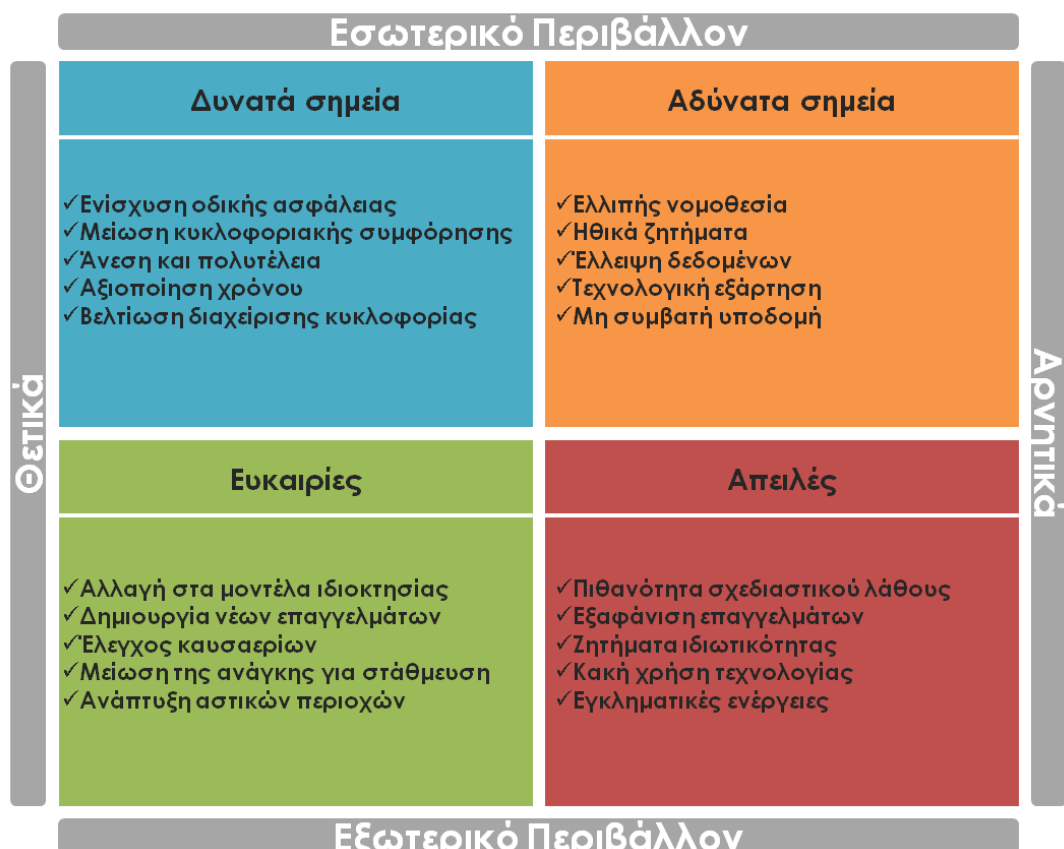 Εσωτερικό Περιβάλλον
Θετικά
Αρνητικά
Δυνατά σημεία
✓Ενίσχυση οδικής ασφάλειας
✓Μείωση κυκλοφοριακής συμφόρησης
✓Άνεση και πολυτέλεια
✓Αξιοποίηση χρόνου
✓Βελτίωση διαχείρισης κυκλοφορίας
Αδύνατα σημεία
✓Ελλιπής νομοθεσία
✓Ηθικά ζητήματα
✓Έλλειψη δεδομένων
✓Τεχνολογική εξάρτηση
✓Μη συμβατή υποδομή
Ευκαιρίες
✓Αλλαγή στα μοντέλα ιδιοκτησίας
✓Δημιουργία νέων επαγγελμάτων
✓Έλεγχος καυσαερίων
✓Μείωση της ανάγκης για στάθμευση
✓Ανάπτυξη αστικών περιοχών
Απειλές
✓Πιθανότητα σχεδιαστικού λάθους
✓Εξαφάνιση επαγγελμάτων
✓Ζητήματα ιδιωτικότητας
✓Κακή χρήση τεχνολογίας
✓Εγκληματικές ενέργειες
Εξωτερικό Περιβάλλον